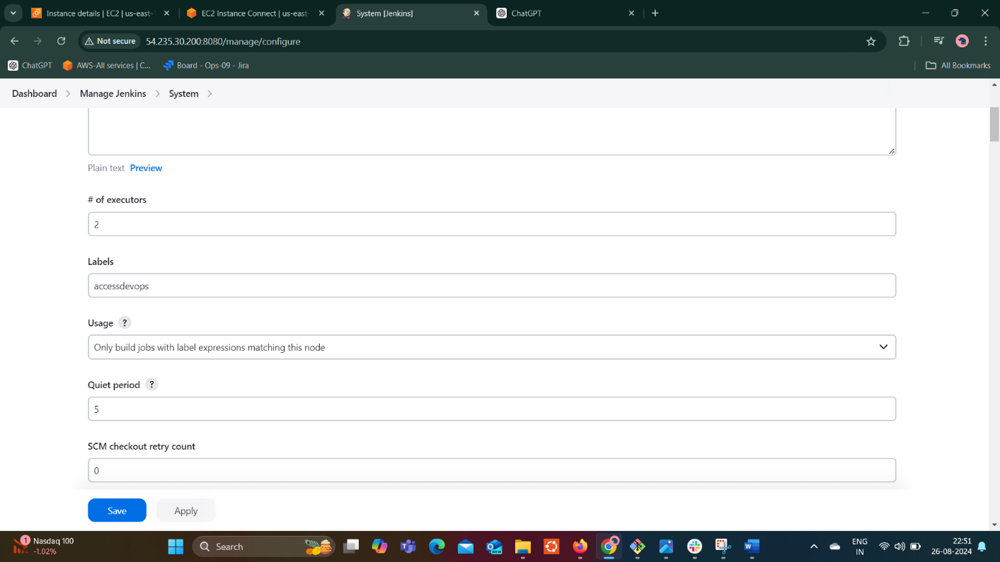 Instance details | EC2 | us-east-
EC2 Instance Connect | us-east-
System [Jenkins]
ChatGPT
Not secure
54.235.30.200:8080/manage/configure
ChatGPT
AWS-All services | C...
Board - Ops-09 - Jira
All Bookmarks
Dashboard
Manage Jenkins
System
Plain text Preview
# of executors
2
Labels
accessdevops
Usage ?
Only build jobs with label expressions matching this node
Quiet period ?
5
SCM checkout retry count
0
Save
Apply
1
Nasdaq 100
-1.02%
Search
NEW
ENG
IN
22:51
26-08-2024